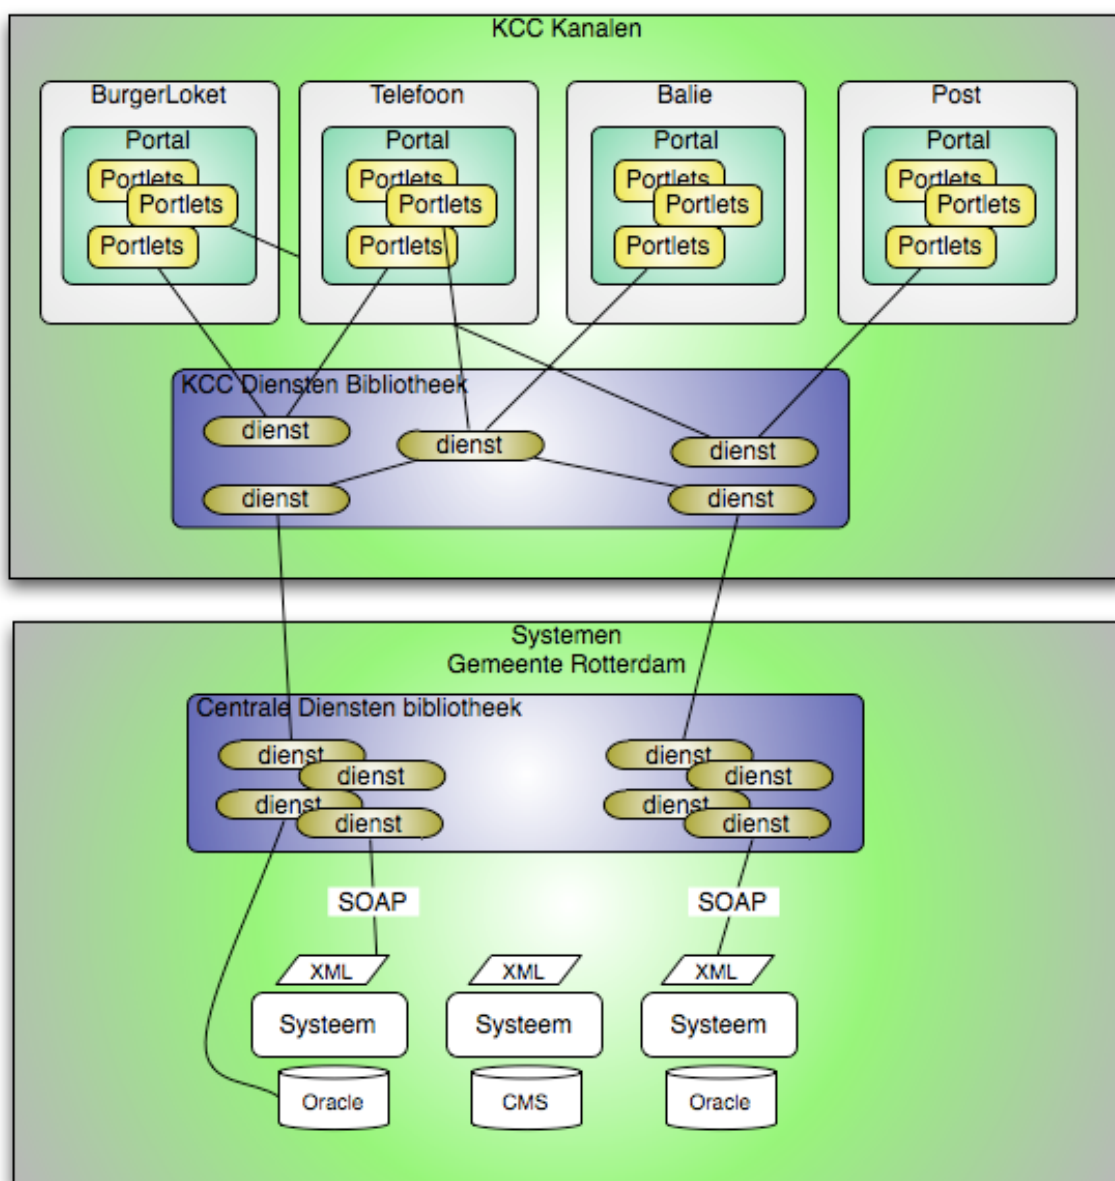 KCC Kanalen
BurgerLoket
Telefoon
Balie
Post
Portal
Portal
Portal
Portal
Portlets
Portlets
Portlets
Portlets
Portlets
Portlets
Portlets
Portlets
Portlets
Portlets
Portlets
Portlets
KCC Diensten Bibliotheek
dienst
dienst
dienst
dienst
dienst
Systemen
Gemeente Rotterdam
Centrale Diensten bibliotheek
dienst
dienst
dienst
dienst
dienst
dienst
dienst
dienst
SOAP
SOAP
XML
XML
XML
Systeem
Systeem
Systeem
Oracle
CMS
Oracle